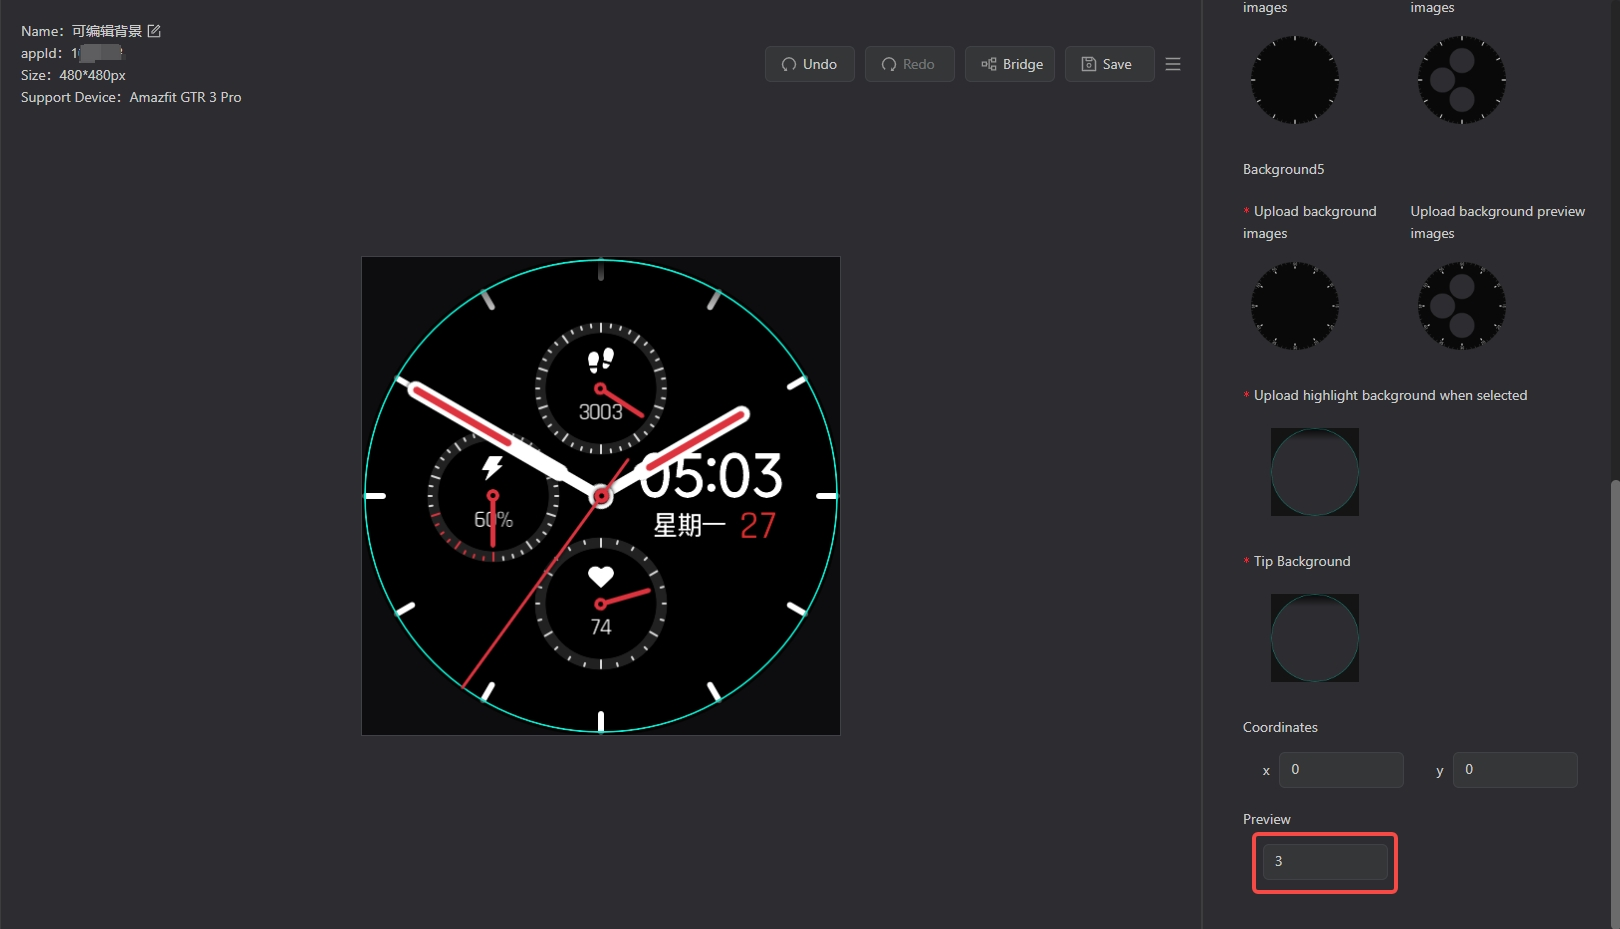 Name：可编辑背景
appId：1
Size：480*480px
Support Device：Amazfit GTR 3 Pro
Undo
Redo
Bridge
Save
3003
60%
05:03
星期一 27
74
images
images
Background5
* Upload background
images
Upload background preview
images
* Upload highlight background when selected
* Tip Background
Coordinates
x 0
y 0
Preview
3